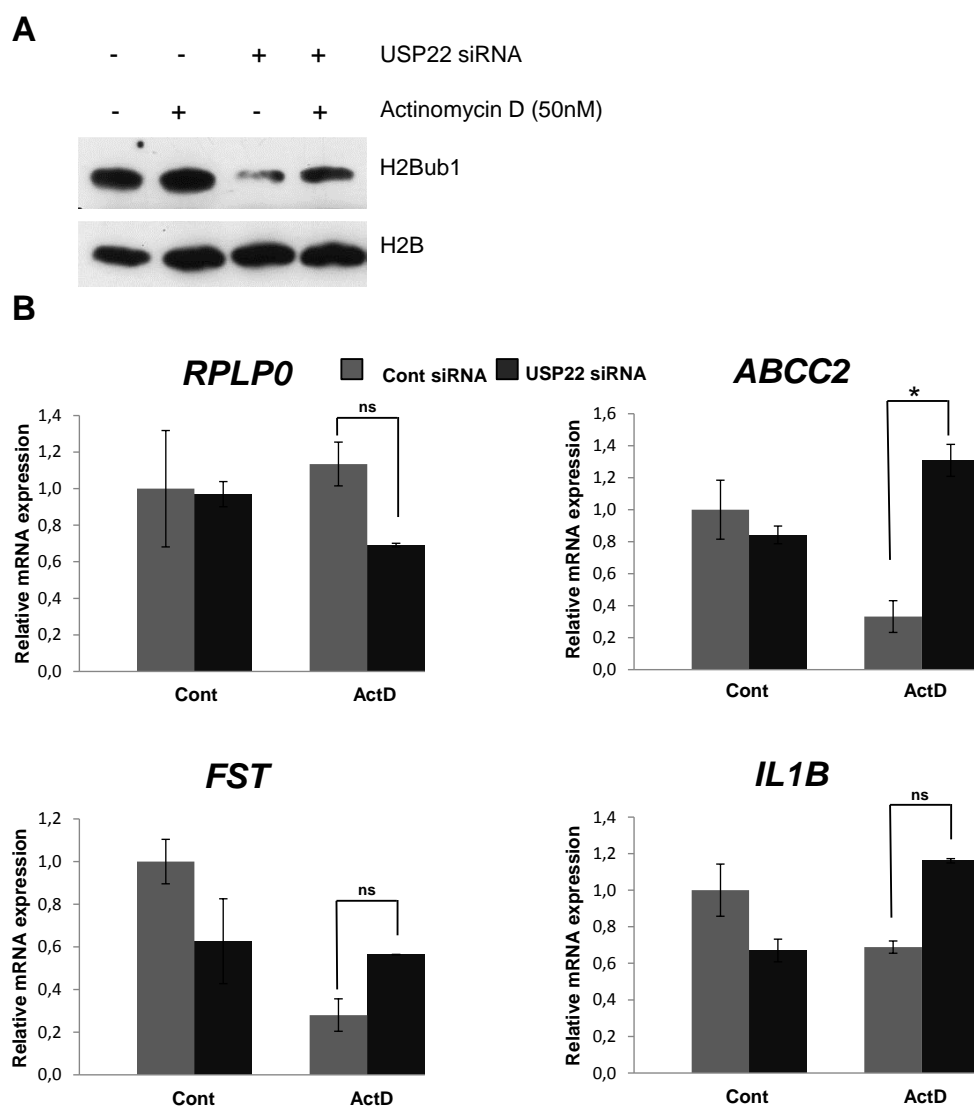 A
- - + + USP22 siRNA
- + - + Actinomycin D (50nM)
H2Bub1
H2B
B
RPLP0
Cont siRNA USP22 siRNA
ABCC2
Relative mRNA expression
1,4
1,2
1,0
0,8
0,6
0,4
0,2
0,0
ns
Cont ActD
Relative mRNA expression
1,6
1,4
1,2
1,0
0,8
0,6
0,4
0,2
0,0
*
Cont ActD
FST
Relative mRNA expression
1,2
1,0
0,8
0,6
0,4
0,2
0,0
ns
Cont ActD
IL1B
Relative mRNA expression
1,4
1,2
1,0
0,8
0,6
0,4
0,2
0,0
ns
Cont ActD